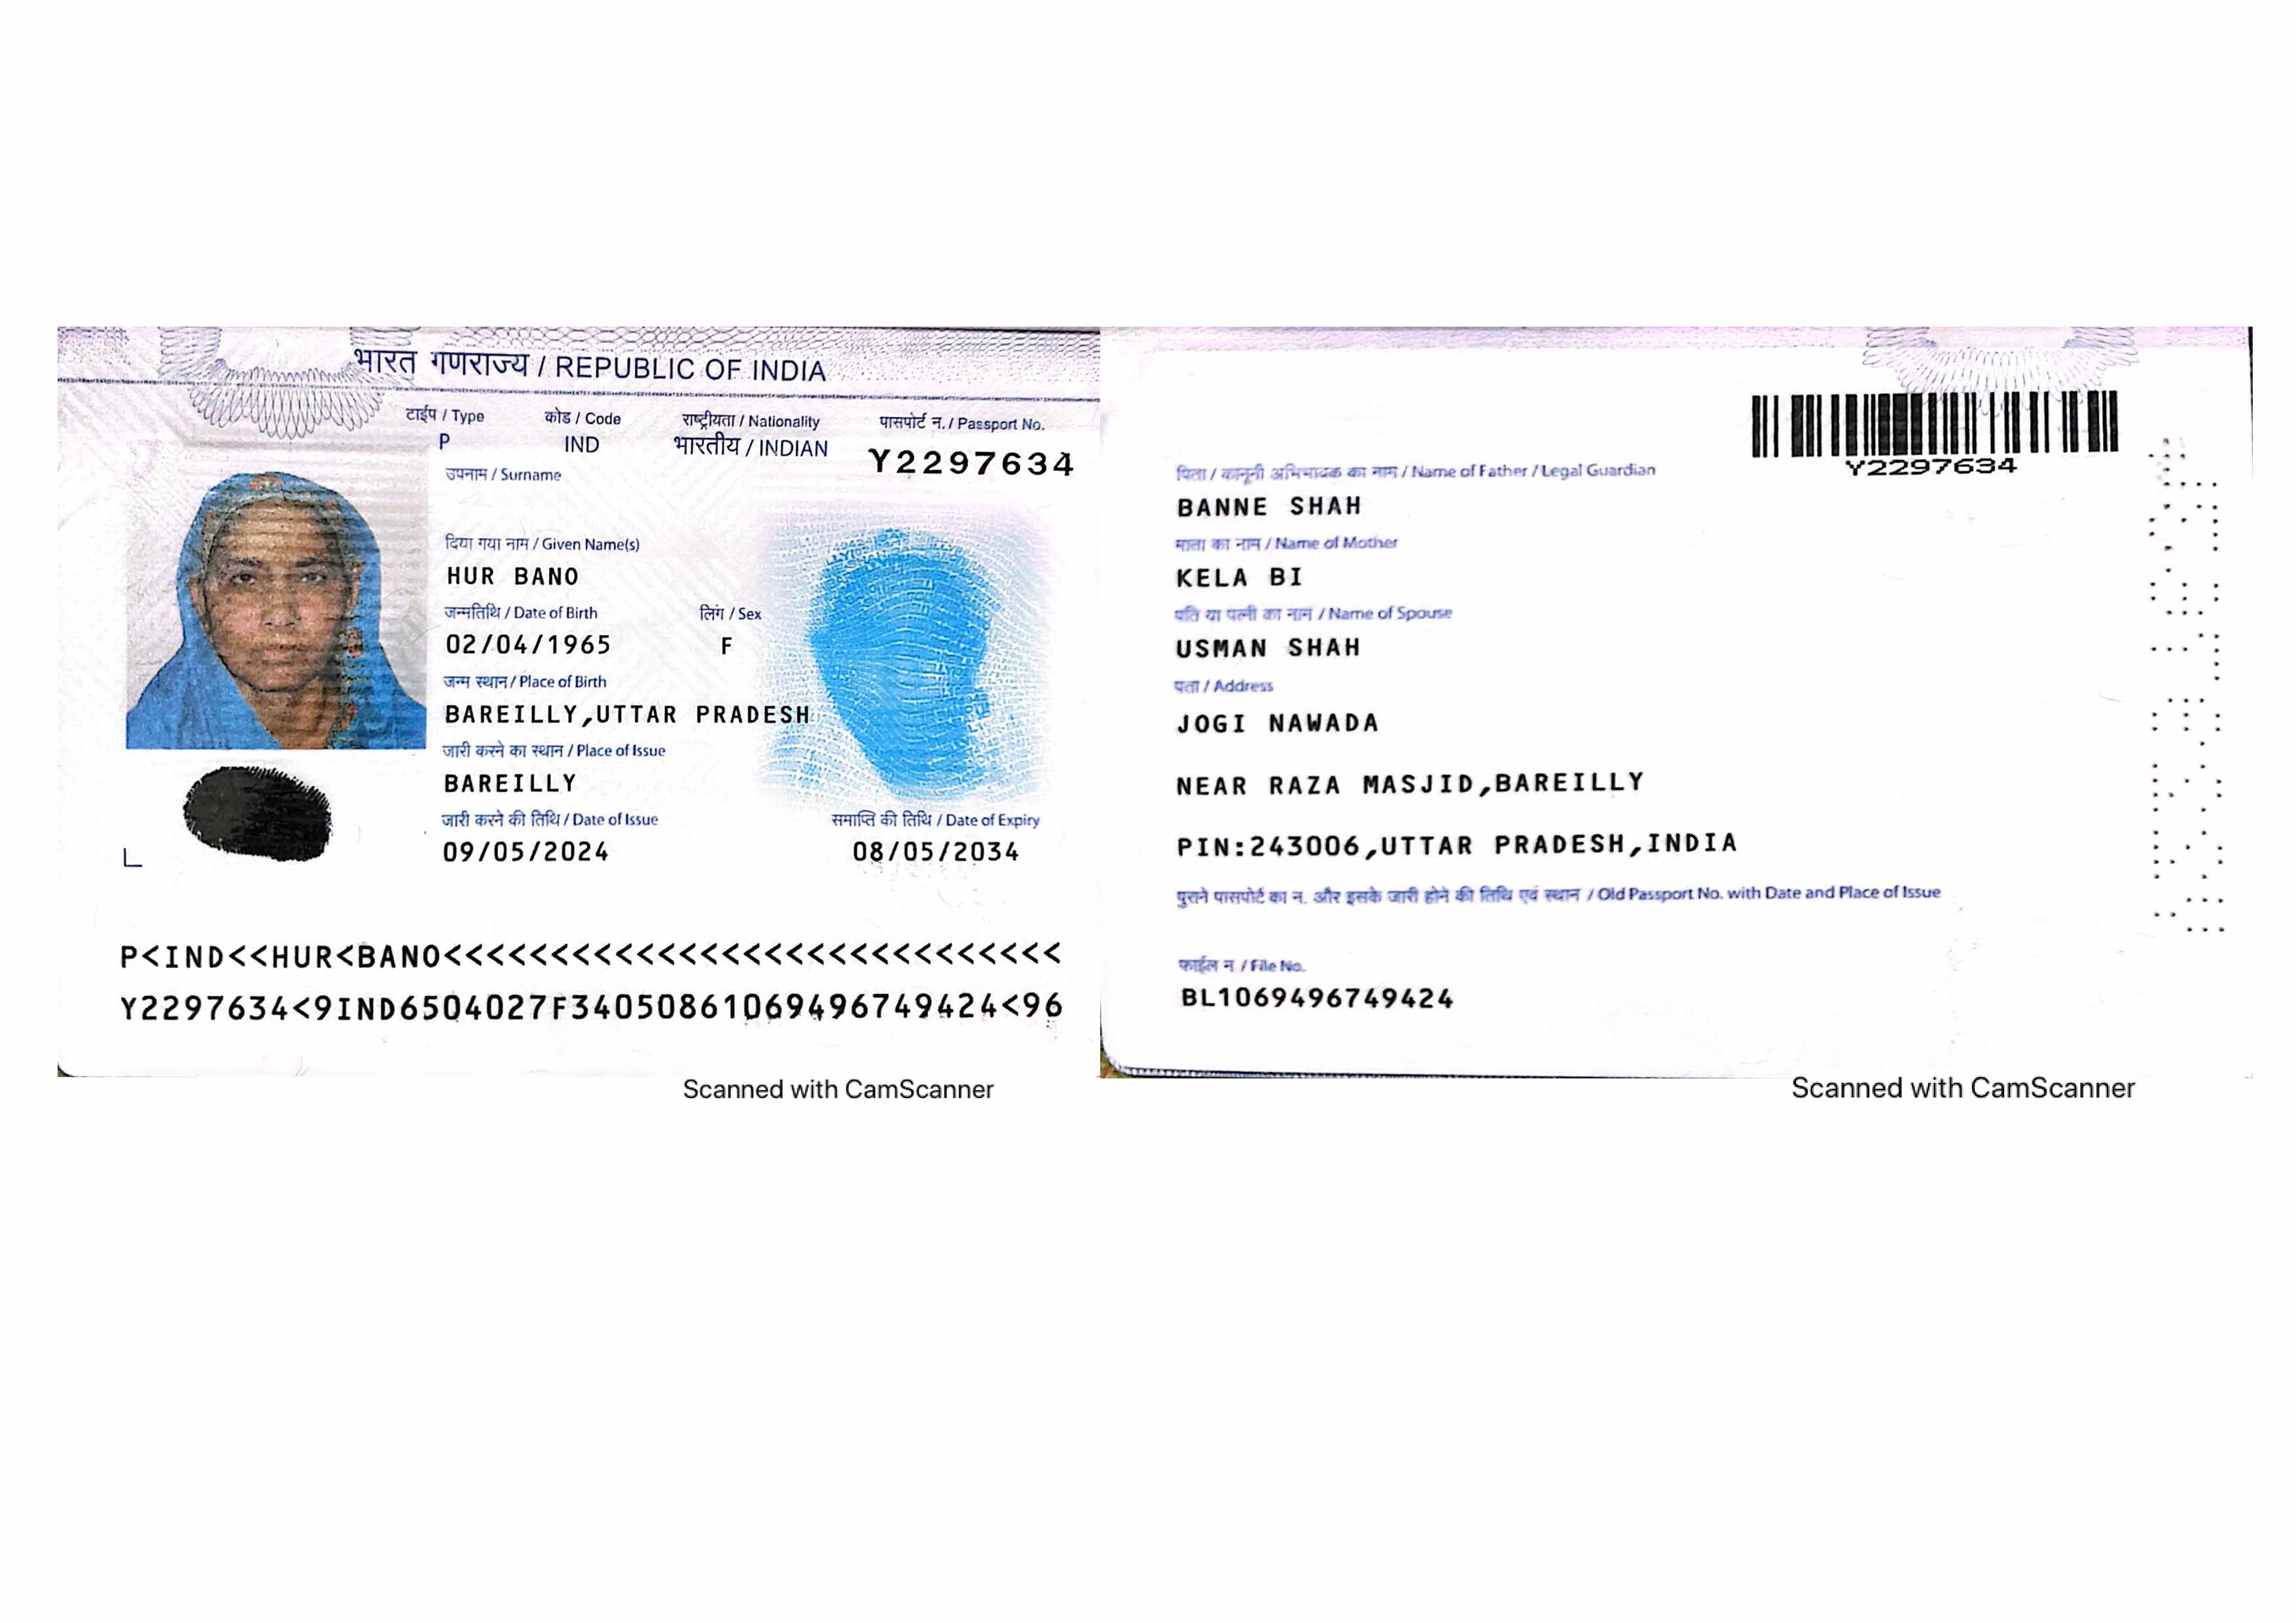 भारत गणराज्य / REPUBLIC OF INDIA
टाईप / Type
कोड / Code
राष्ट्रीयता / Nationality
पासपोर्ट न. / Passport No.
P
IND
भारतीय / INDIAN
Y2297634
उपनाम / Surname
दिया गया नाम / Given Name(s)
HUR BANO
जन्मतिथि / Date of Birth
लिंग / Sex
02/04/1965
F
जन्म स्थान / Place of Birth
BAREILLY,UTTAR PRADESH
जारी करने का स्थान / Place of Issue
BAREILLY
जारी करने की तिथि / Date of Issue
समाप्ति की तिथि / Date of Expiry
09/05/2024
08/05/2034
P<IND<<HUR<BANO<<<<<<<<<<<<<<<<<<<<<<<<<<<<<
Y2297634<9IND6504027F34050861069496749424<96
Scanned with CamScanner
Y2297634
पिता / कानूनी अभिभावक का नाम / Name of Father / Legal Guardian
BANNE SHAH
माता का नाम / Name of Mother
KELA BI
पति या पत्नी का नाम / Name of Spouse
USMAN SHAH
पता / Address
JOGI NAWADA
NEAR RAZA MASJID,BAREILLY
PIN:243006,UTTAR PRADESH,INDIA
पुराने पासपोर्ट का न. और इसके जारी होने की तिथि एवं स्थान / Old Passport No. with Date and Place of Issue
फाईल न. / File No.
BL1069496749424
Scanned with CamScanner